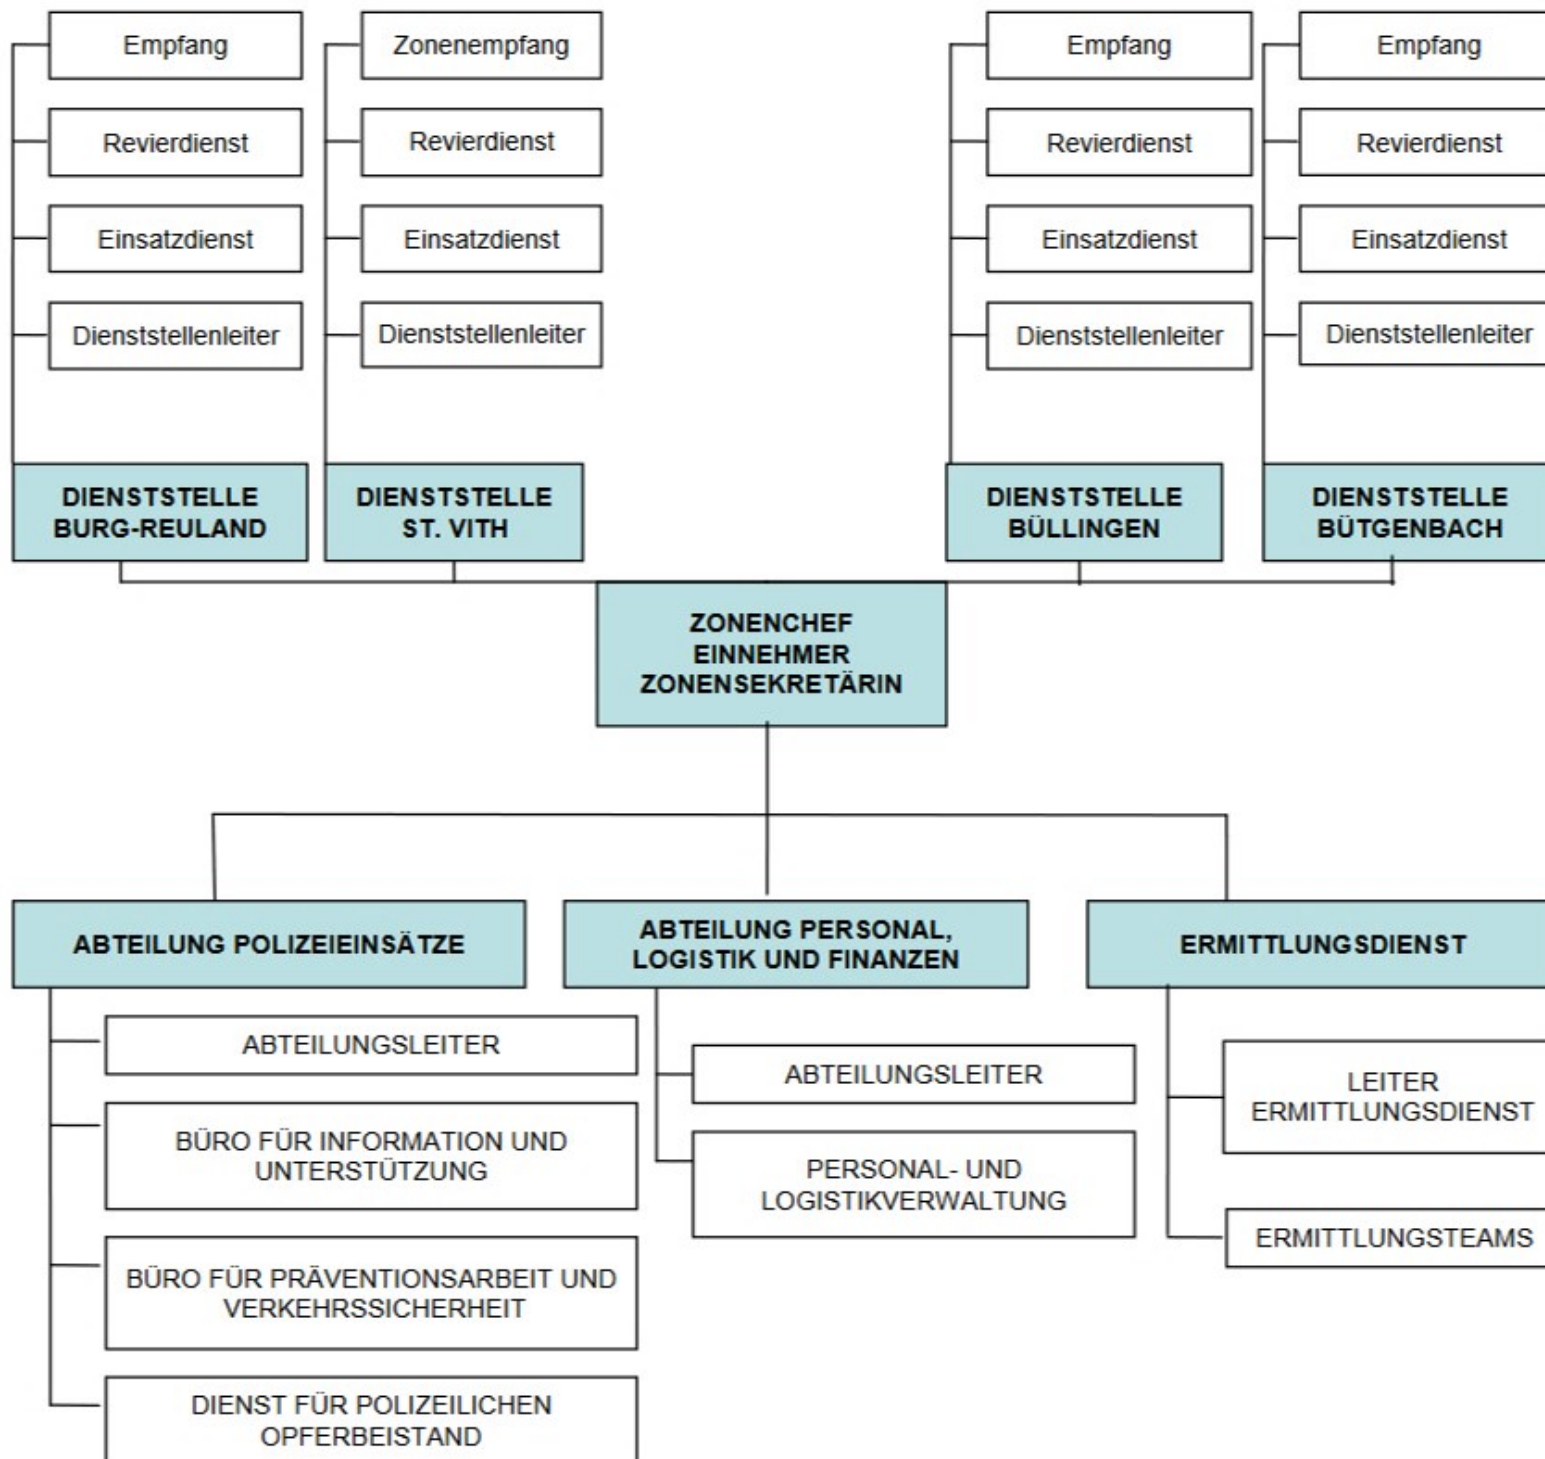 Empfang
Revierdienst
Einsatzdienst
Dienststellenleiter
DIENSTSTELLE
BURG-REULAND
Zonenempfang
Revierdienst
Einsatzdienst
Dienststellenleiter
DIENSTSTELLE
ST. VITH
Empfang
Revierdienst
Einsatzdienst
Dienststellenleiter
DIENSTSTELLE
BÜLLINGEN
Empfang
Revierdienst
Einsatzdienst
Dienststellenleiter
DIENSTSTELLE
BÜTGENBACH
ZONENCHEF
EINNEHMER
ZONENSEKRETÄRIN
ABTEILUNG POLIZEIEINSÄTZE
ABTEILUNGSLEITER
BÜRO FÜR INFORMATION UND
UNTERSTÜTZUNG
BÜRO FÜR PRÄVENTIONSARBEIT UND
VERKEHRSSICHERHEIT
DIENST FÜR POLIZEILICHEN
OPFERBEISTAND
ABTEILUNG PERSONAL,
LOGISTIK UND FINANZEN
ABTEILUNGSLEITER
PERSONAL- UND
LOGISTIKVERWALTUNG
ERMITTLUNGSDIENST
LEITER
ERMITTLUNGSDIENST
ERMITTLUNGSTEAMS